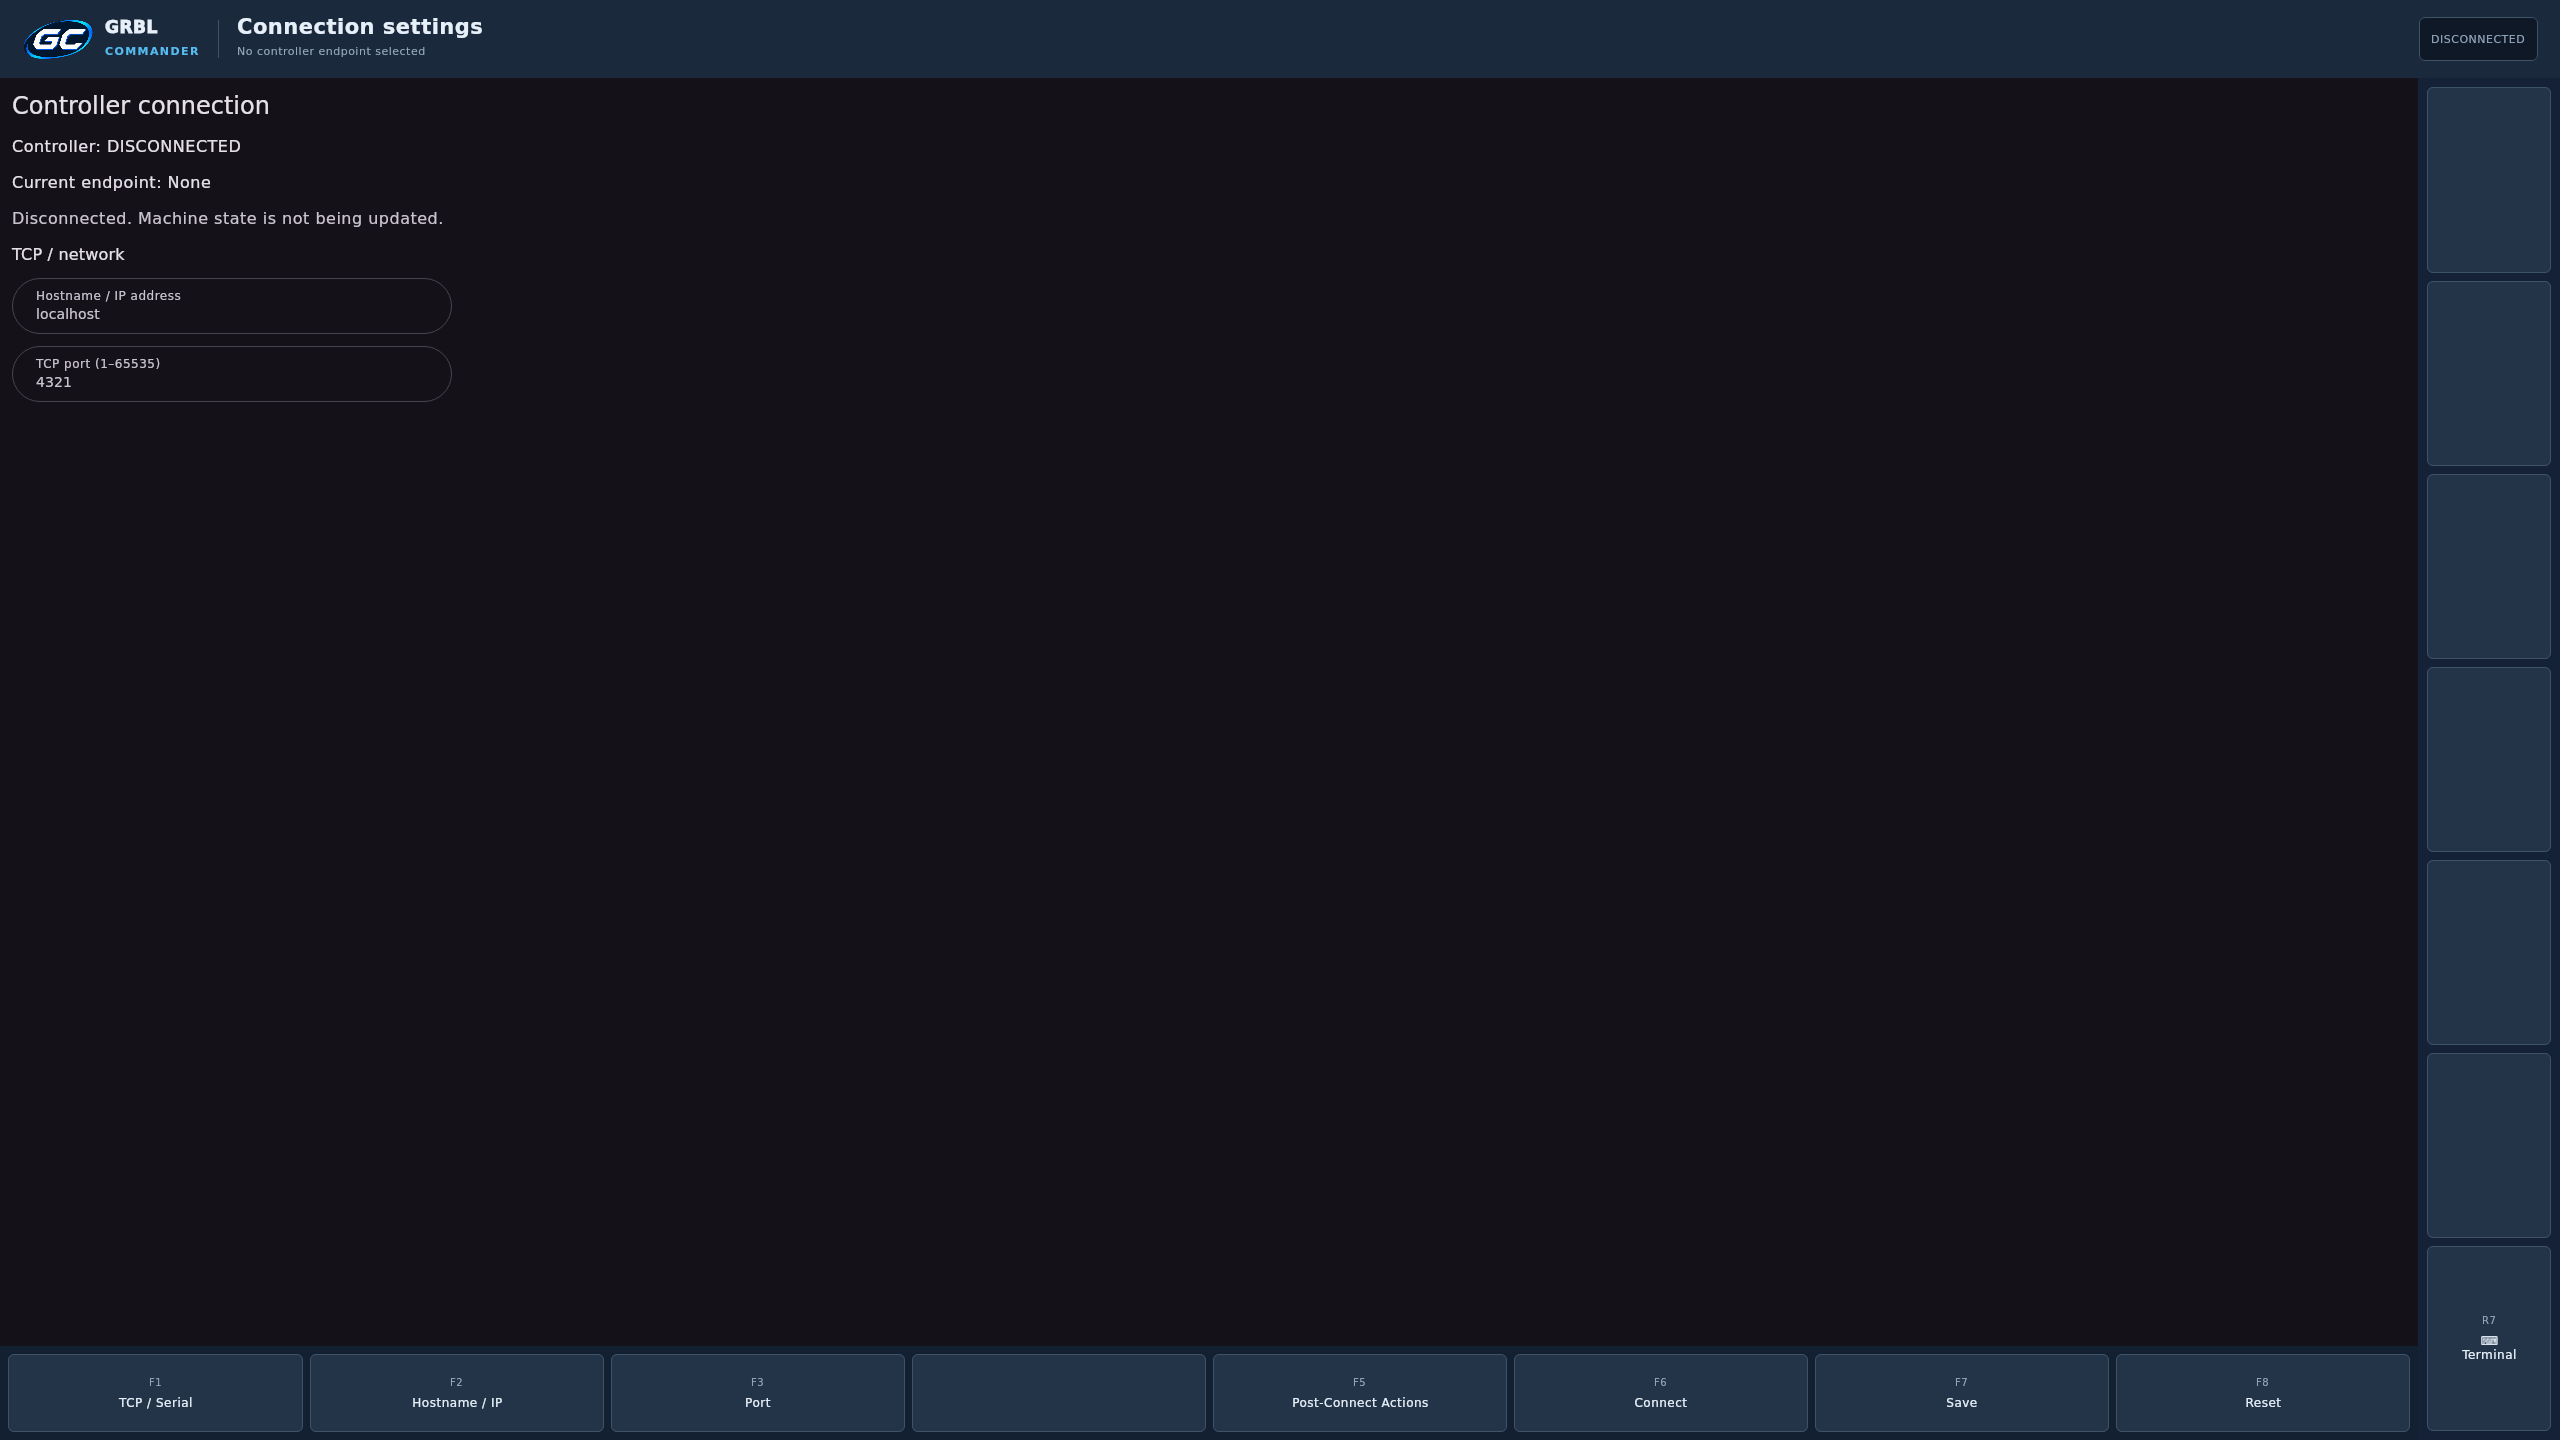 GC
GRBL
COMMANDER
Connection settings
No controller endpoint selected
DISCONNECTED
Controller connection
Controller: DISCONNECTED
Current endpoint: None
Disconnected. Machine state is not being updated.
TCP / network
Hostname / IP address
localhost
TCP port (1–65535)
4321
R7
Terminal
F1
TCP / Serial
F2
Hostname / IP
F3
Port
F5
Post-Connect Actions
F6
Connect
F7
Save
F8
Reset